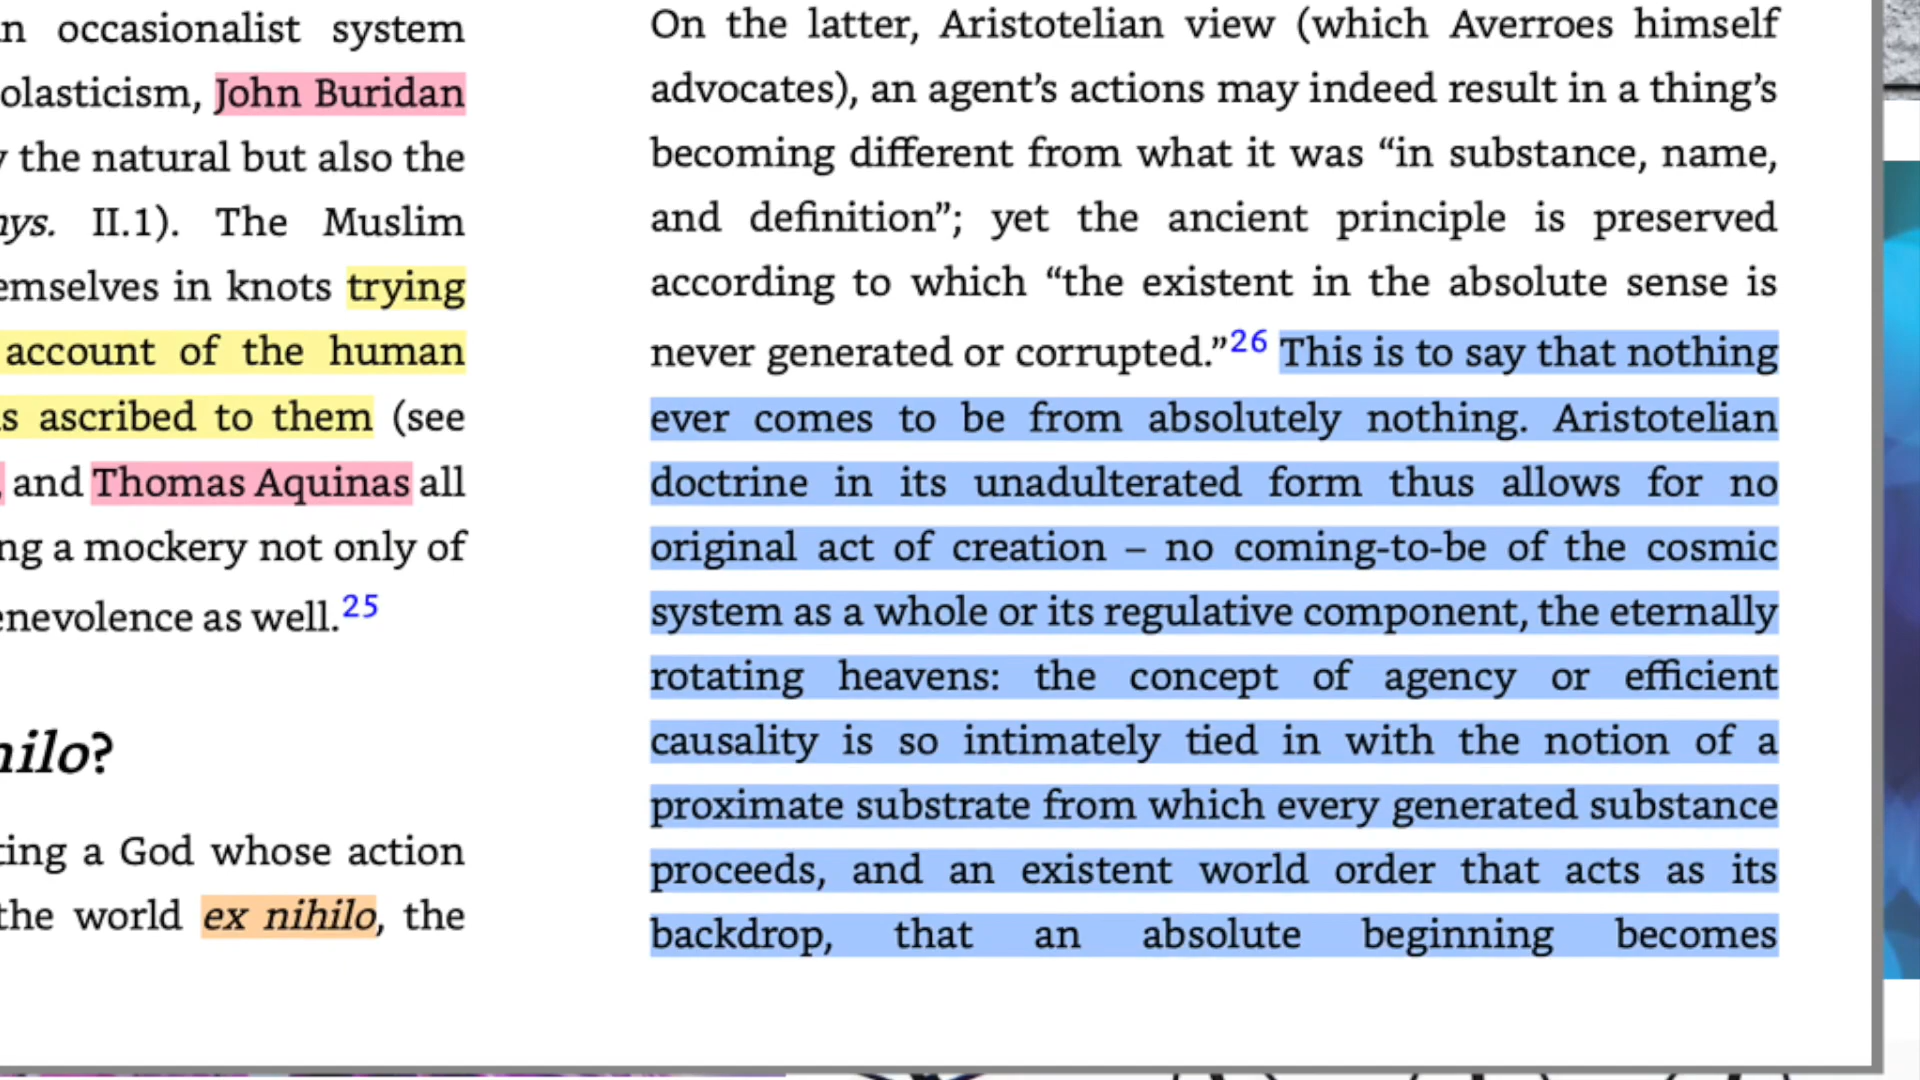 n occasionalist system
olasticism, John Buridan
the natural but also the
II.1). The Muslim
emselves in knots trying
account of the human
s ascribed to them (see
and Thomas Aquinas all
ng a mockery not only of
enevolence as well.25
nilo?
ting a God whose action
the world ex nihilo, the
On the latter, Aristotelian view (which Averroes himself
advocates), an agent’s actions may indeed result in a thing’s
becoming different from what it was “in substance, name,
and definition”; yet the ancient principle is preserved
according to which “the existent in the absolute sense is
never generated or corrupted.”26 This is to say that nothing
ever comes to be from absolutely nothing. Aristotelian
doctrine in its unadulterated form thus allows for no
original act of creation – no coming-to-be of the cosmic
system as a whole or its regulative component, the eternally
rotating heavens: the concept of agency or efficient
causality is so intimately tied in with the notion of a
proximate substrate from which every generated substance
proceeds, and an existent world order that acts as its
backdrop, that an absolute beginning becomes